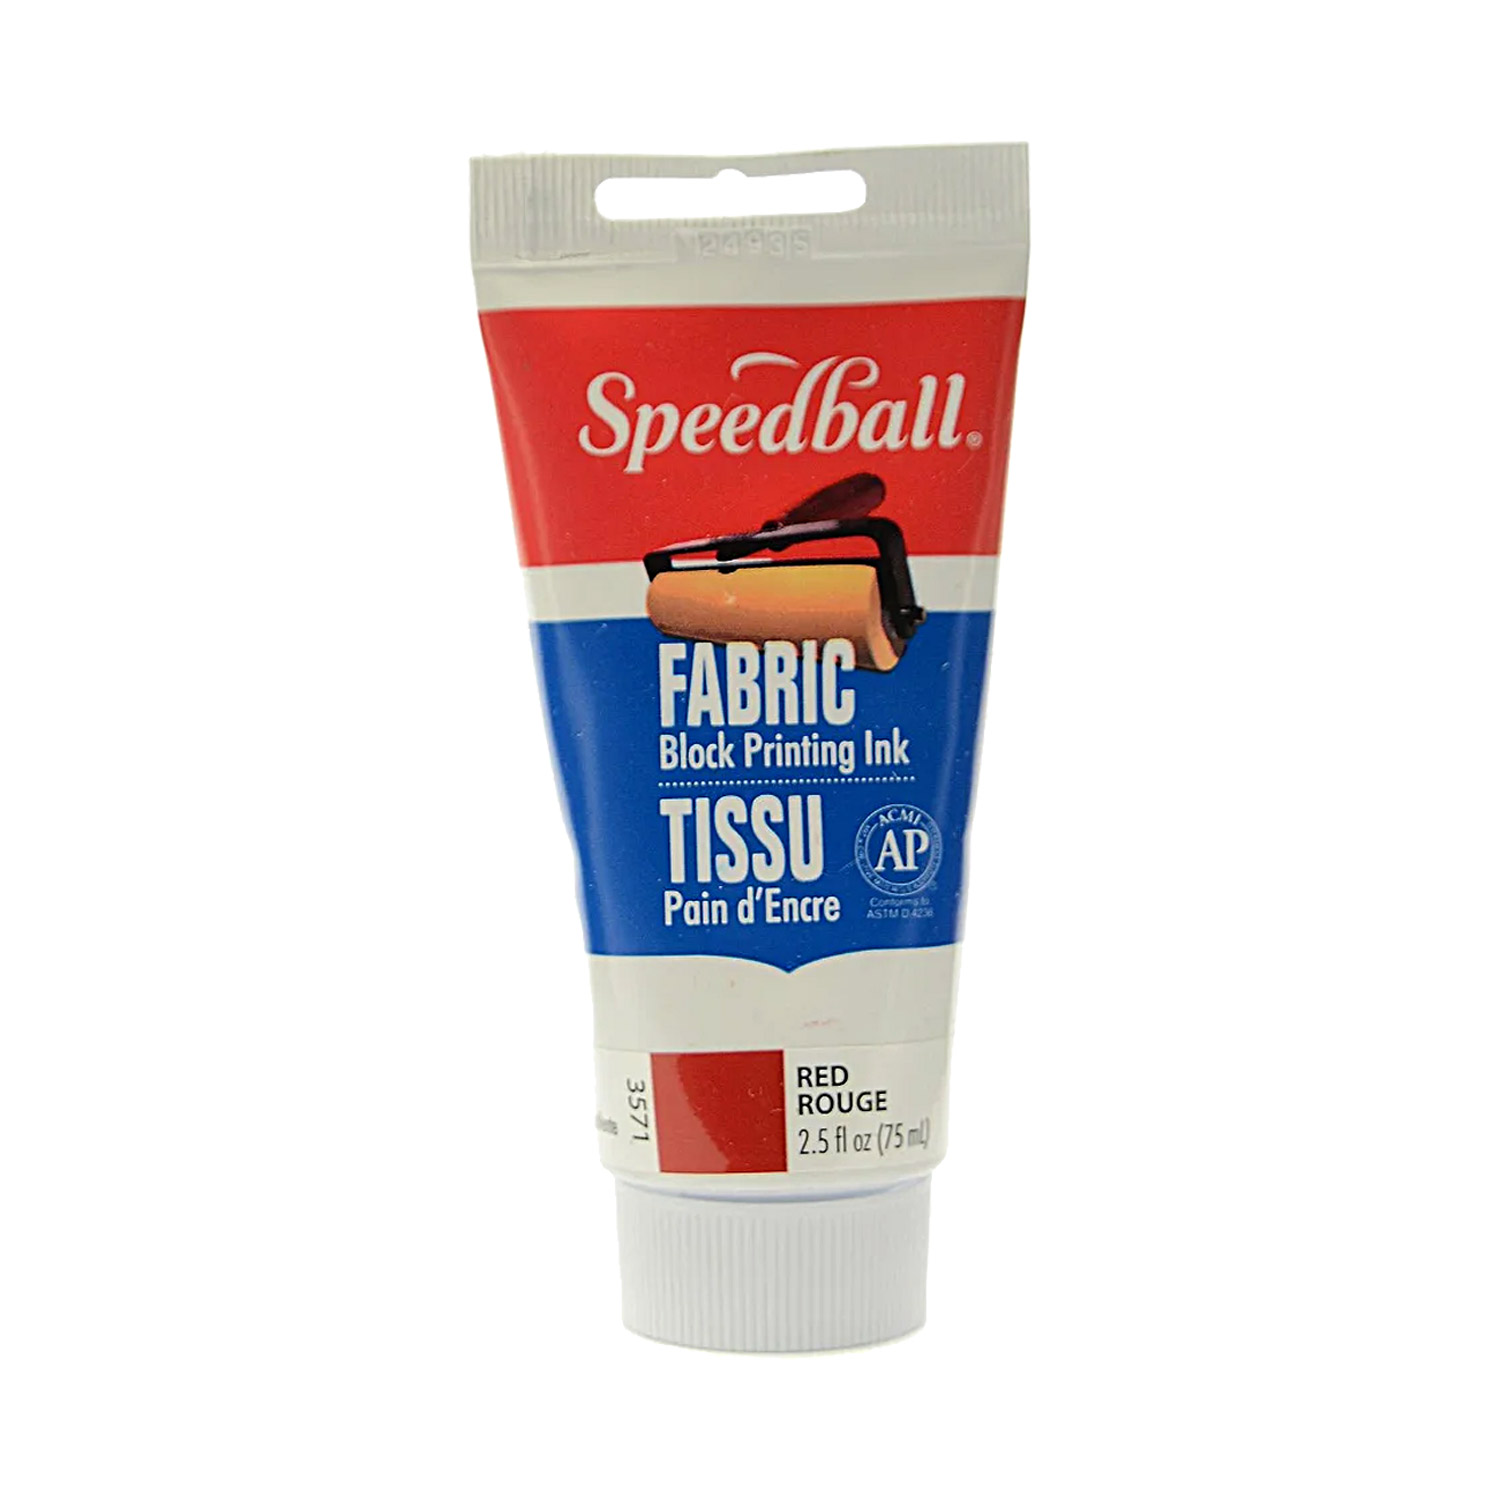 Speedball®
FABRIC
Block Printing Ink
TISSU
Pain d'Encre
ACMI
AP
Conforms to
ASTM D 4236
3571
RED
ROUGE
2.5 fl oz (75 mL)